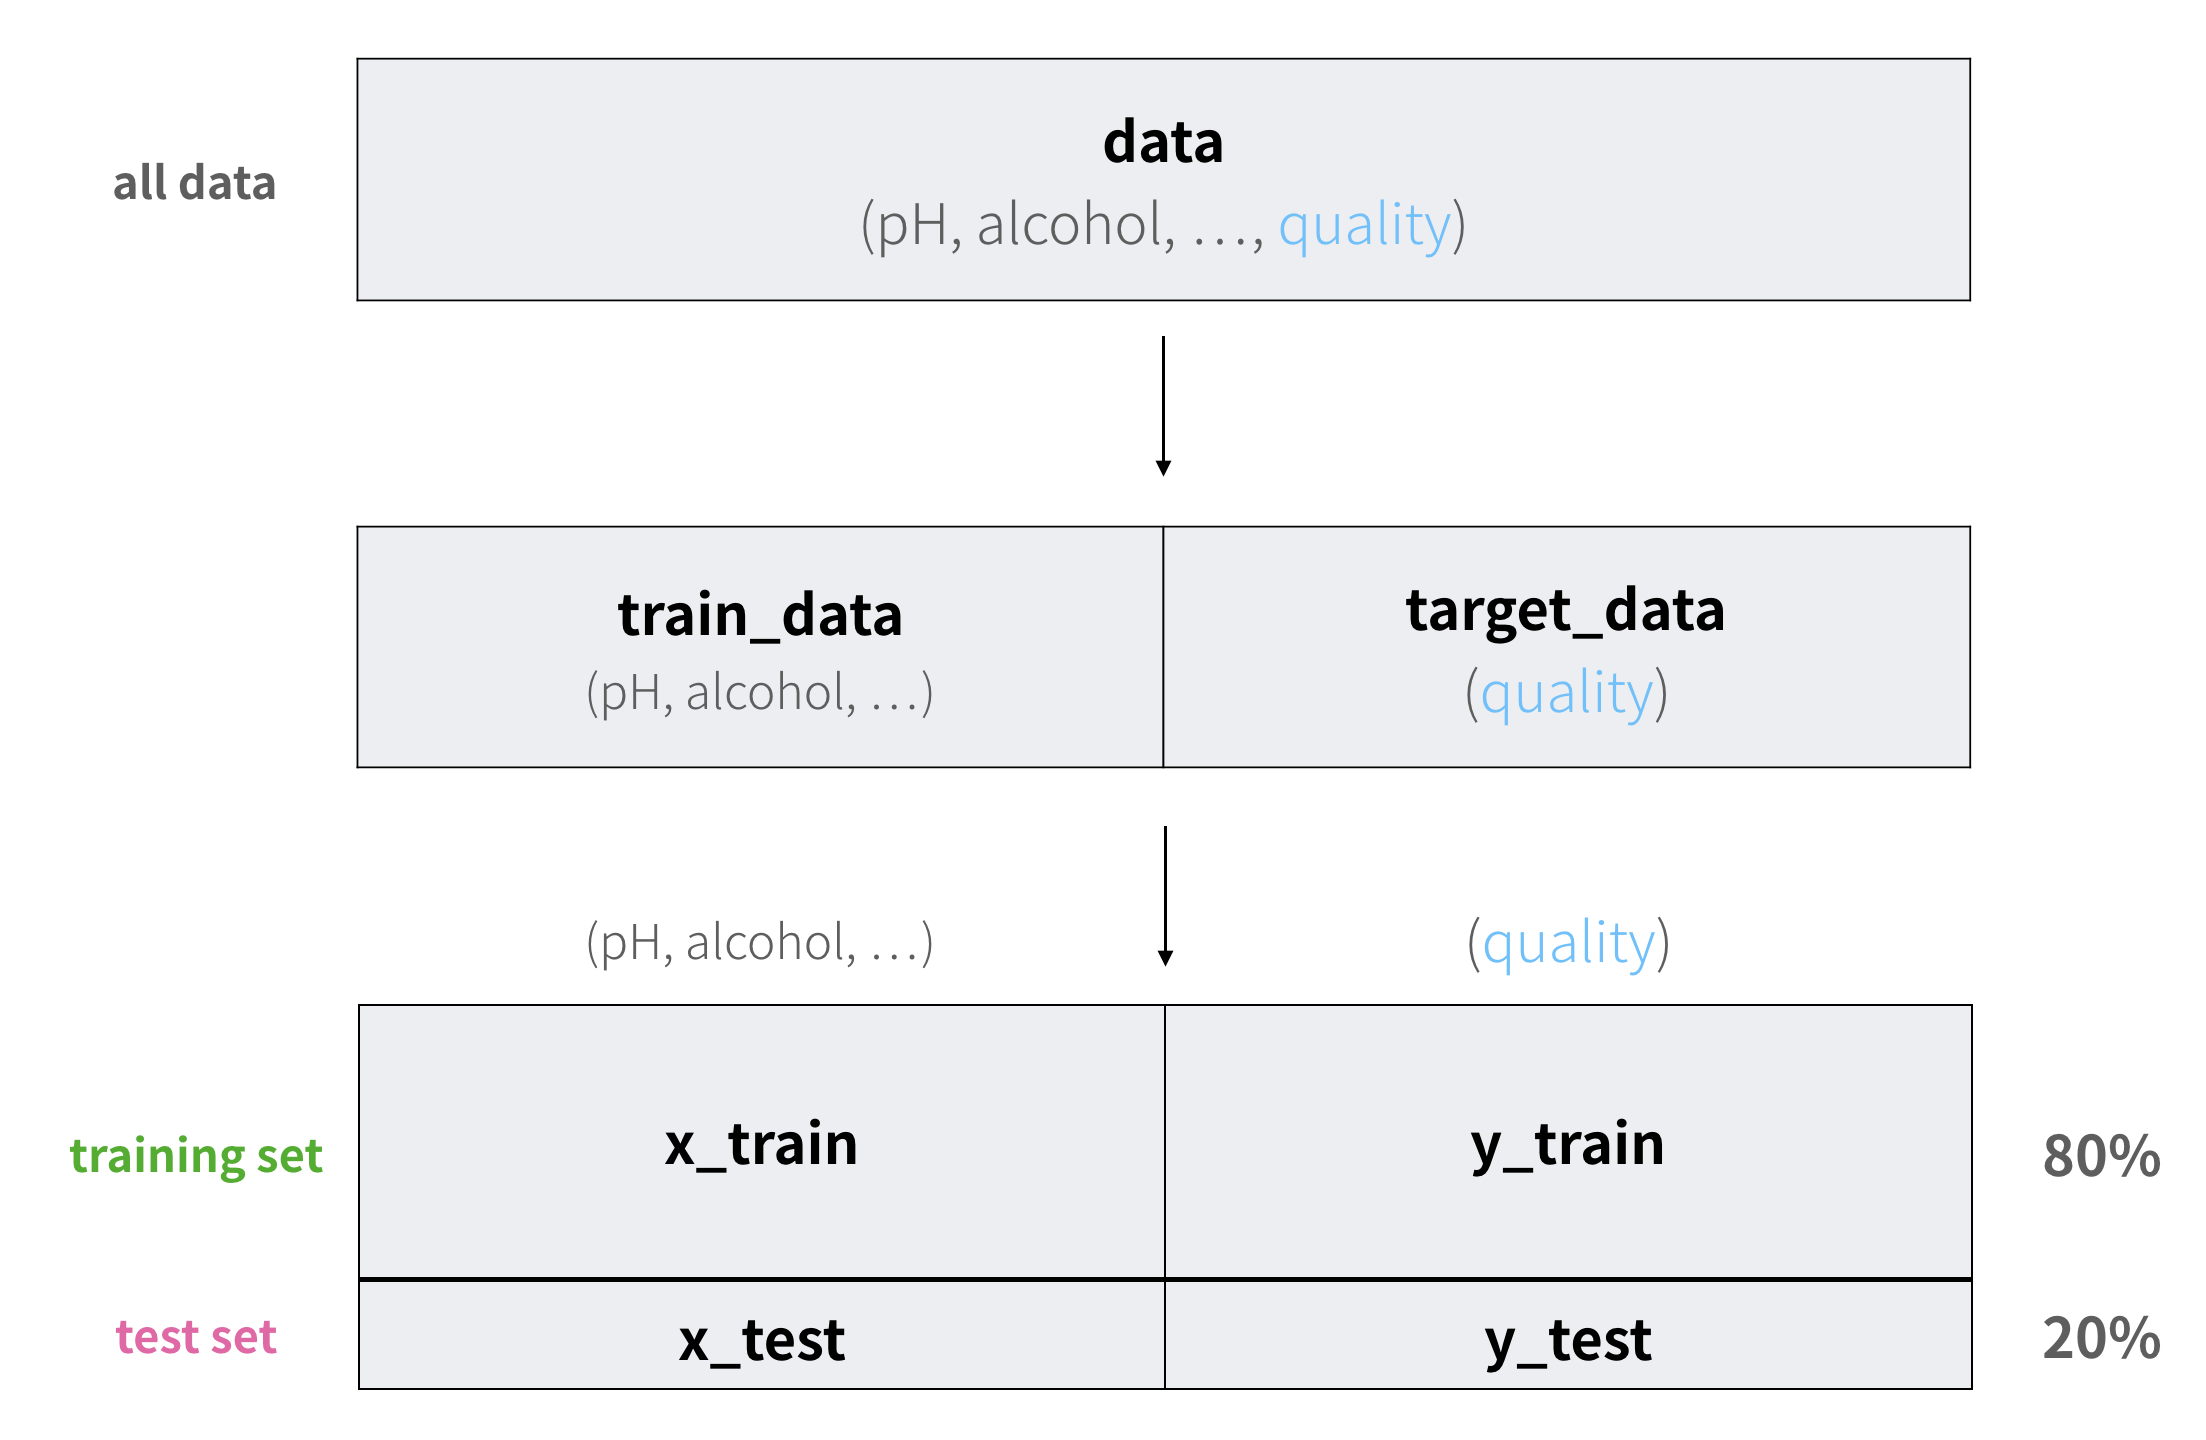 data
all data
(pH, alcohol, …, quality)
train_data
target_data
(pH, alcohol, …)
(quality)
(pH, alcohol, …)
(quality)
x_train
y_train
training set
80%
test set
x_test
y_test
20%